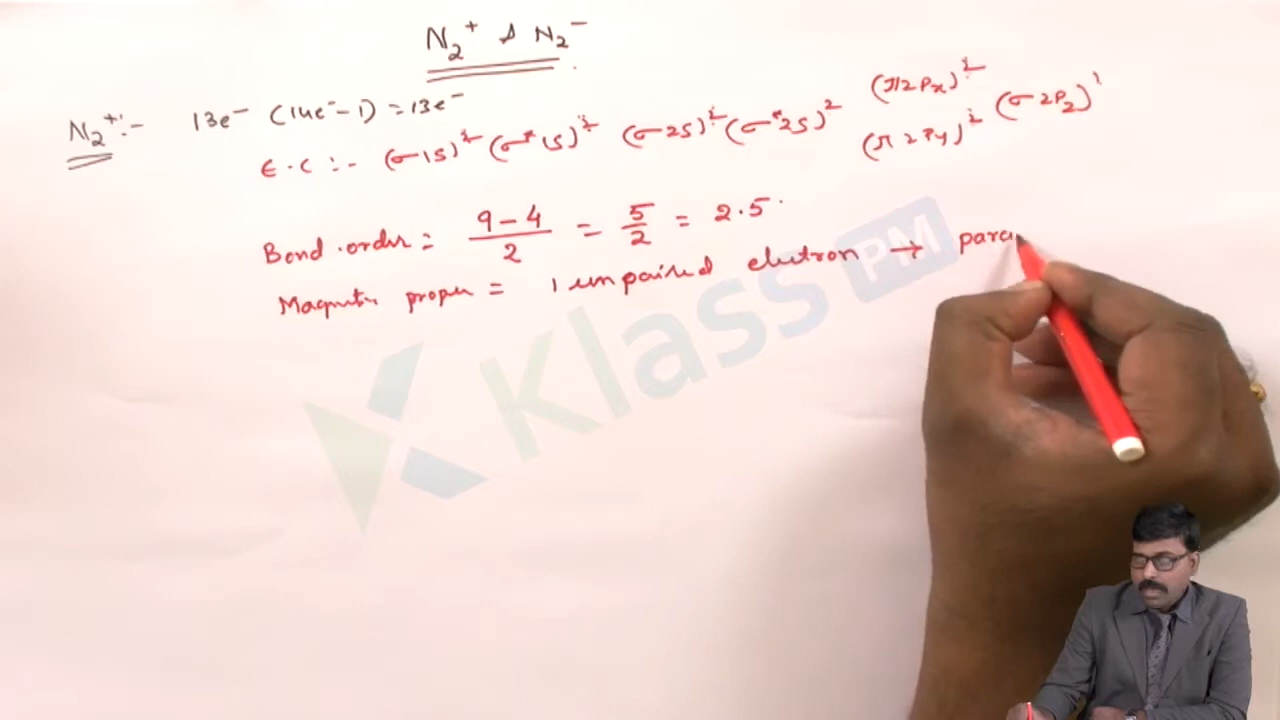 N₂⁺ & N₂⁻
N₂⁺:- 13e⁻ (14e⁻-1) = 13e⁻
(π2Px)²
E.C :- (σ1s)² (σ*1s)² (σ2s)² (σ*2s)² (π2Py)² (σ2Pz)¹
Bond order = 9-4/2 = 5/2 = 2.5
Magnetic proper = 1 unpaired electron → para
Klass PM